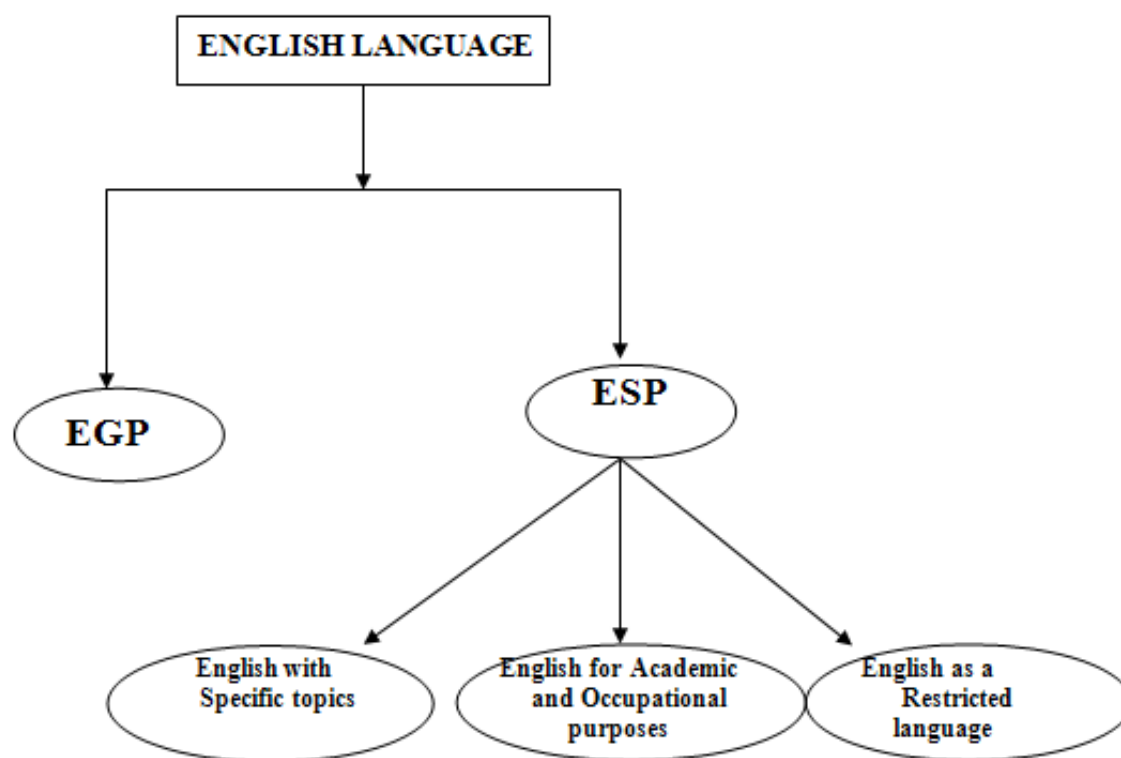 ENGLISH LANGUAGE
EGP
ESP
English with
Specific topics
English for Academic
and Occupational
purposes
English as a
Restricted
language